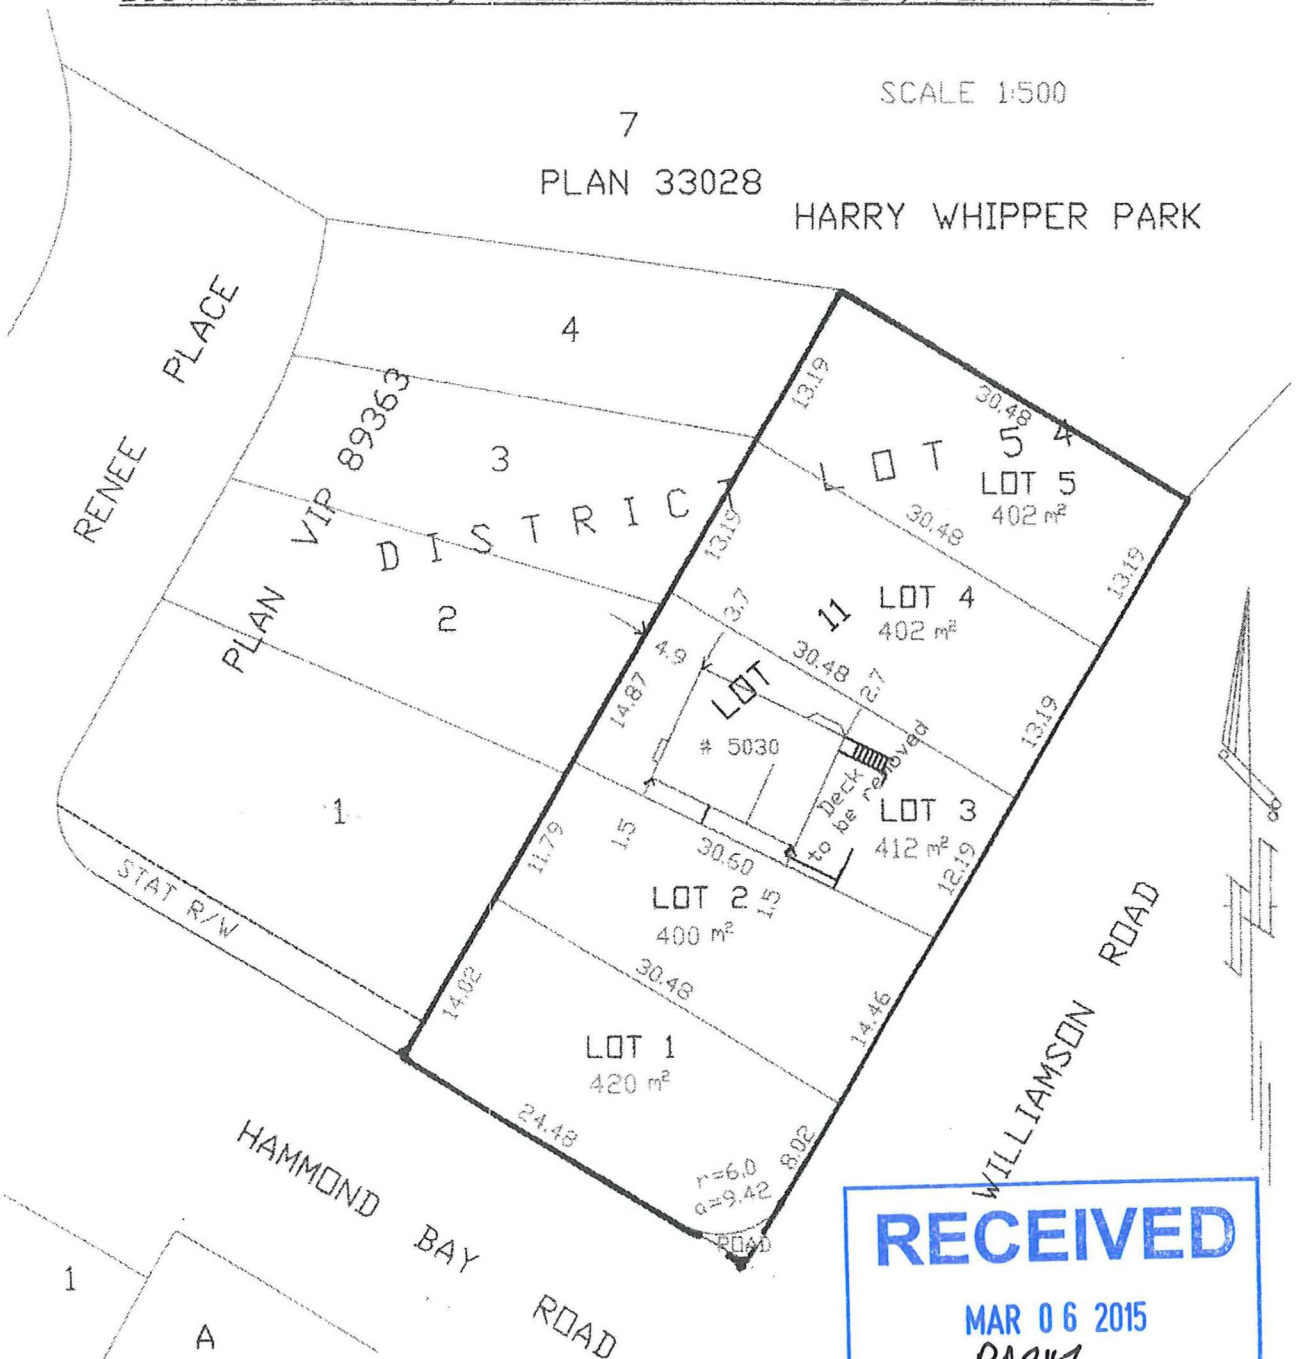 SCALE 1:500
7
PLAN 33028
HARRY WHIPPER PARK
RENEE PLACE
4
3
2
1
PLAN VIP 89363
DISTRICT LOT 54
13.19
30.48
LOT 5
402 m²
13.19
30.48
13.19
LOT 4
402 m²
LOT 11
3.7
30.48
2.7
13.19
4.9
14.87
# 5030
Deck
to be removed
LOT 3
412 m²
12.19
1.5
30.60
1.5
11.79
LOT 2
400 m²
14.46
30.48
STAT R/W
14.02
LOT 1
420 m²
24.48
8.02
r=6.0
a=9.42
ROAD
WILLIAMSON ROAD
HAMMOND BAY ROAD
1
A
RECEIVED
MAR 06 2015